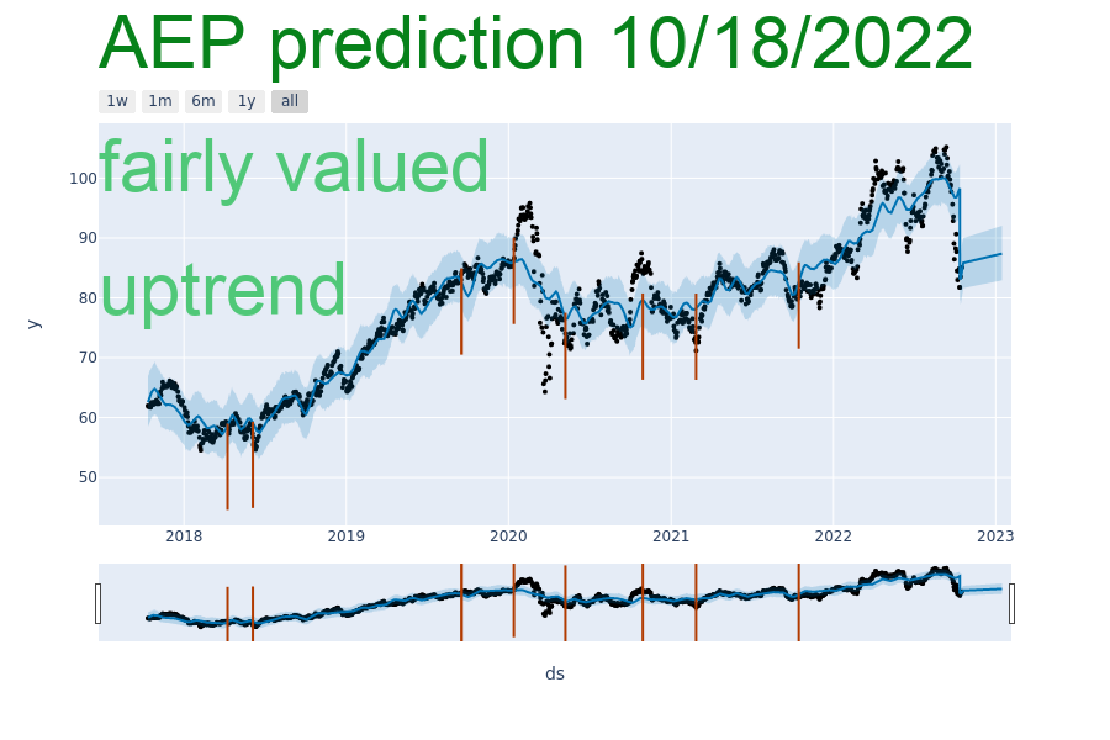 AEP prediction 10/18/2022
1w 1m 6m 1y all
fairly valued
uptrend
100
90
80
70
60
50
y
2018 2019 2020 2021 2022 2023
ds